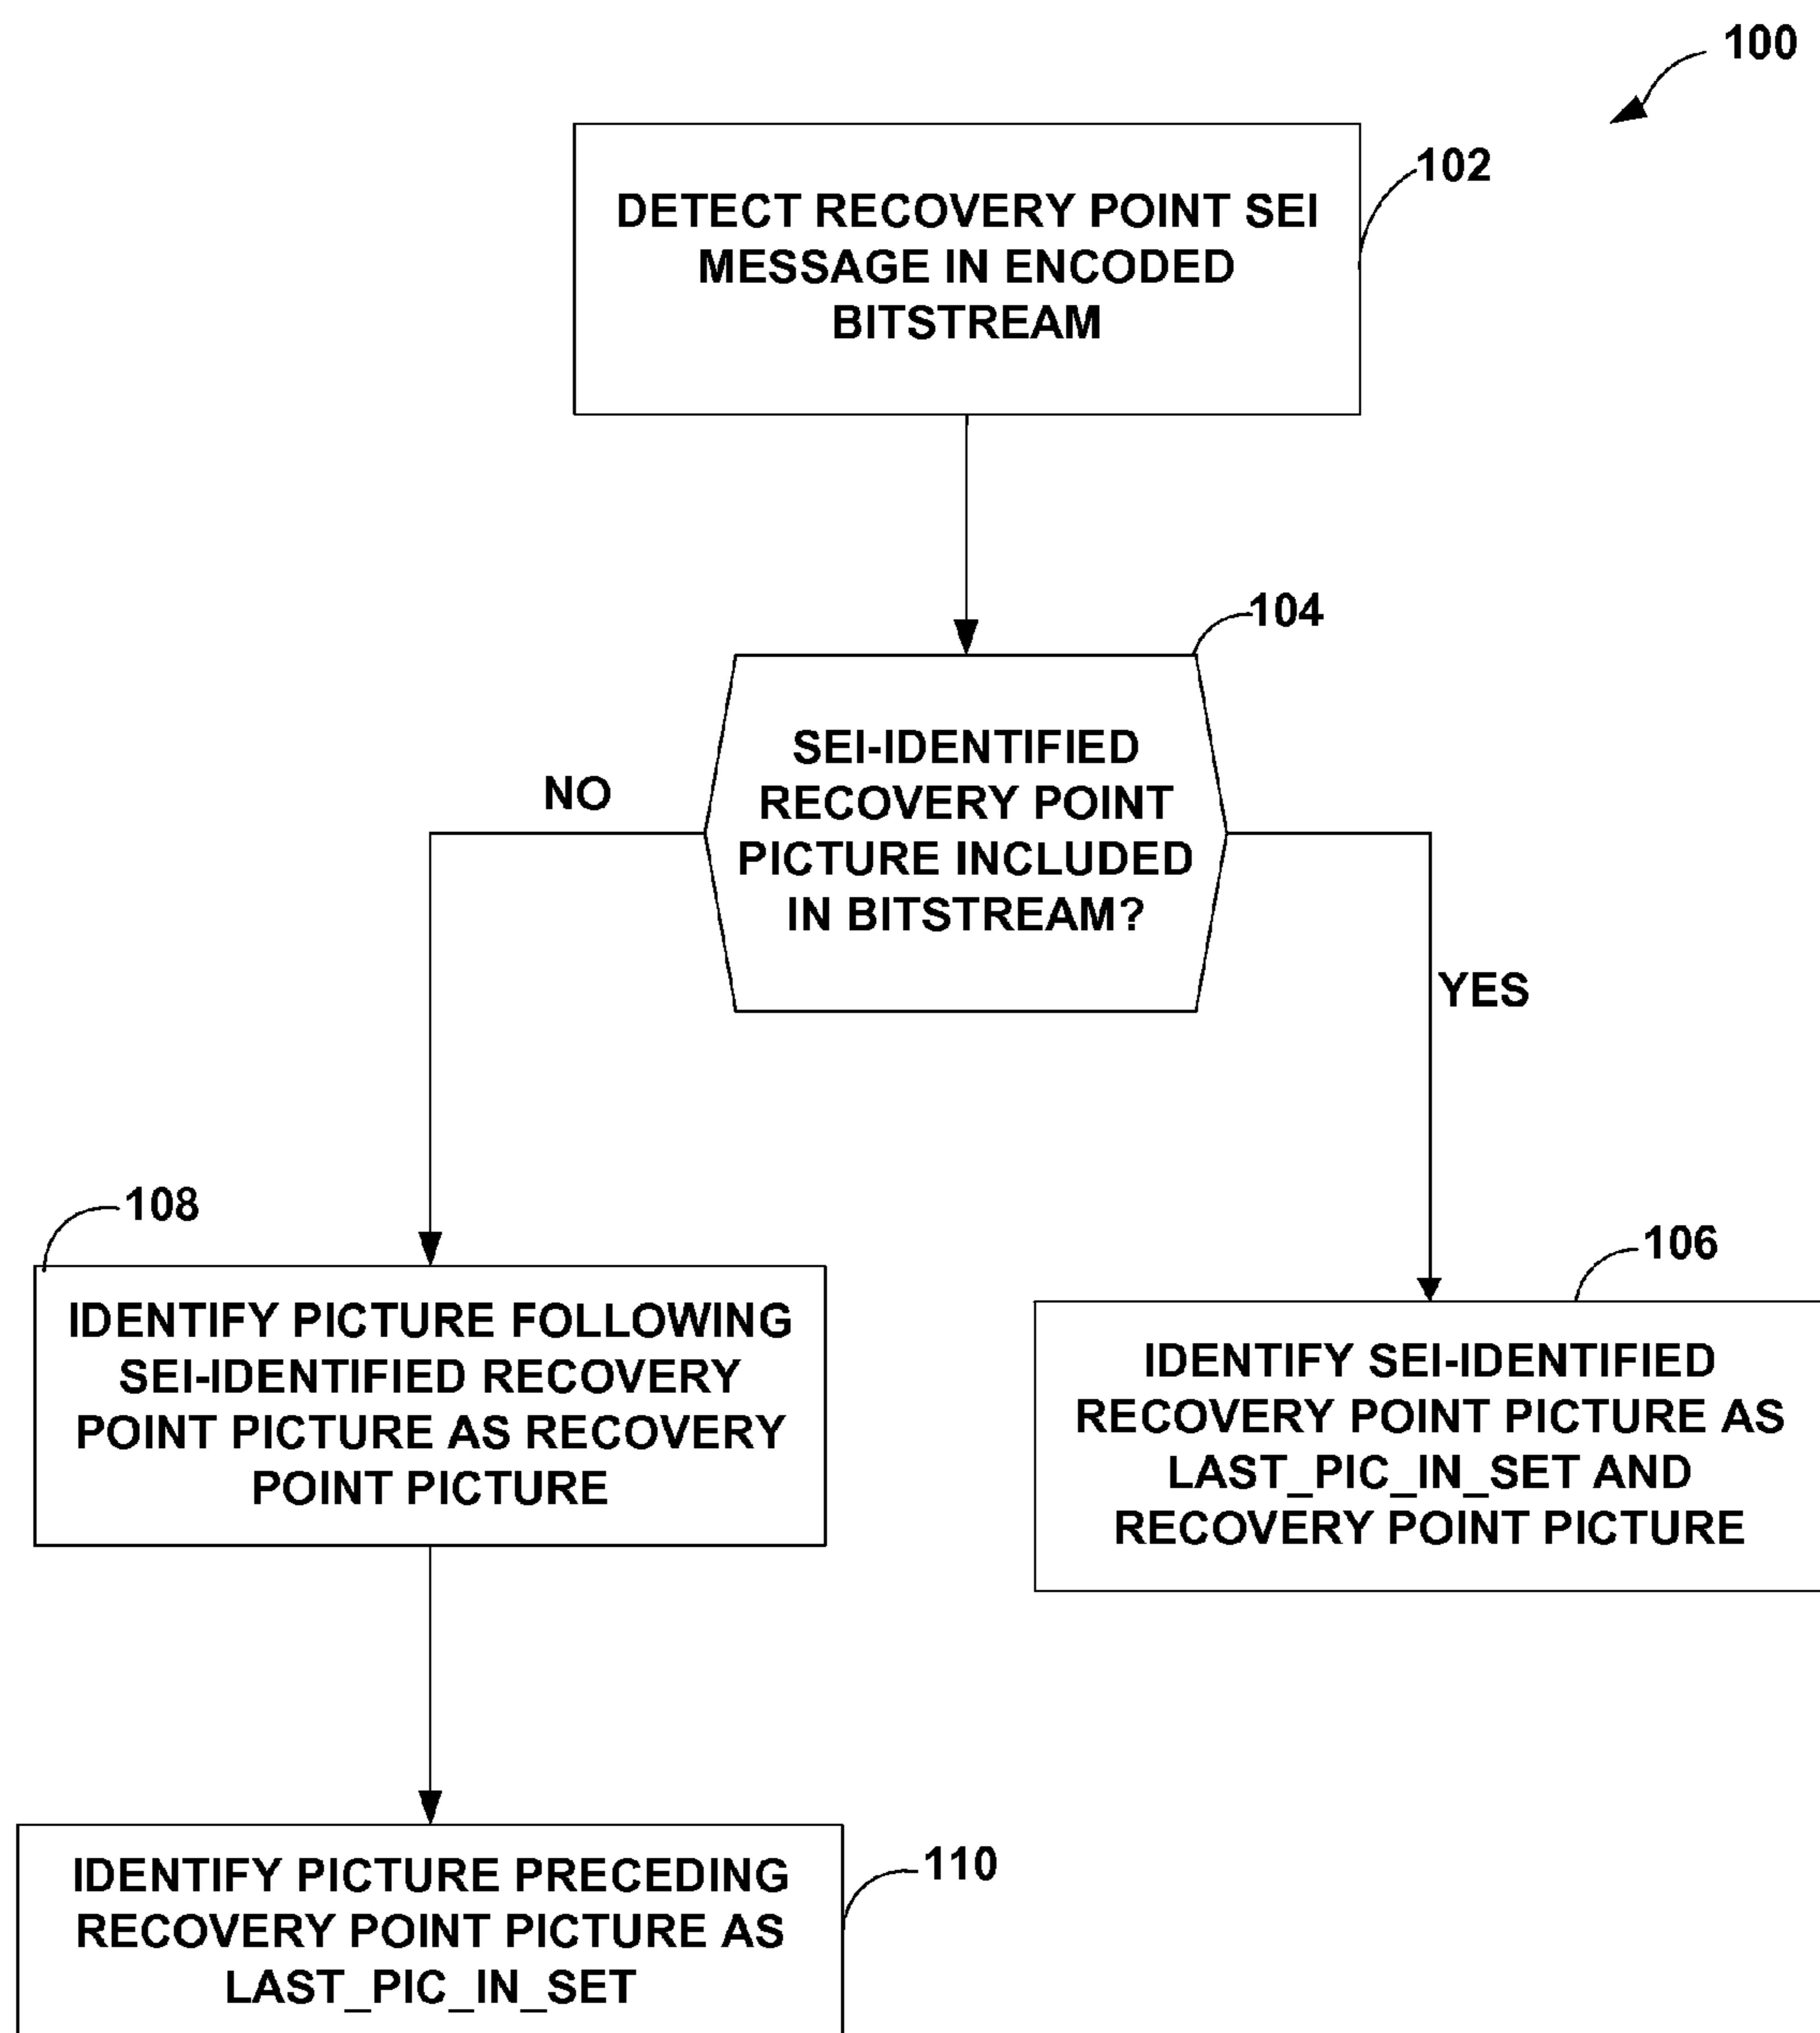 100
102
DETECT RECOVERY POINT SEI
MESSAGE IN ENCODED
BITSTREAM
104
SEI-IDENTIFIED
RECOVERY POINT
PICTURE INCLUDED
IN BITSTREAM?
NO
YES
108
IDENTIFY PICTURE FOLLOWING
SEI-IDENTIFIED RECOVERY
POINT PICTURE AS RECOVERY
POINT PICTURE
106
IDENTIFY SEI-IDENTIFIED
RECOVERY POINT PICTURE AS
LAST_PIC_IN_SET AND
RECOVERY POINT PICTURE
110
IDENTIFY PICTURE PRECEDING
RECOVERY POINT PICTURE AS
LAST_PIC_IN_SET